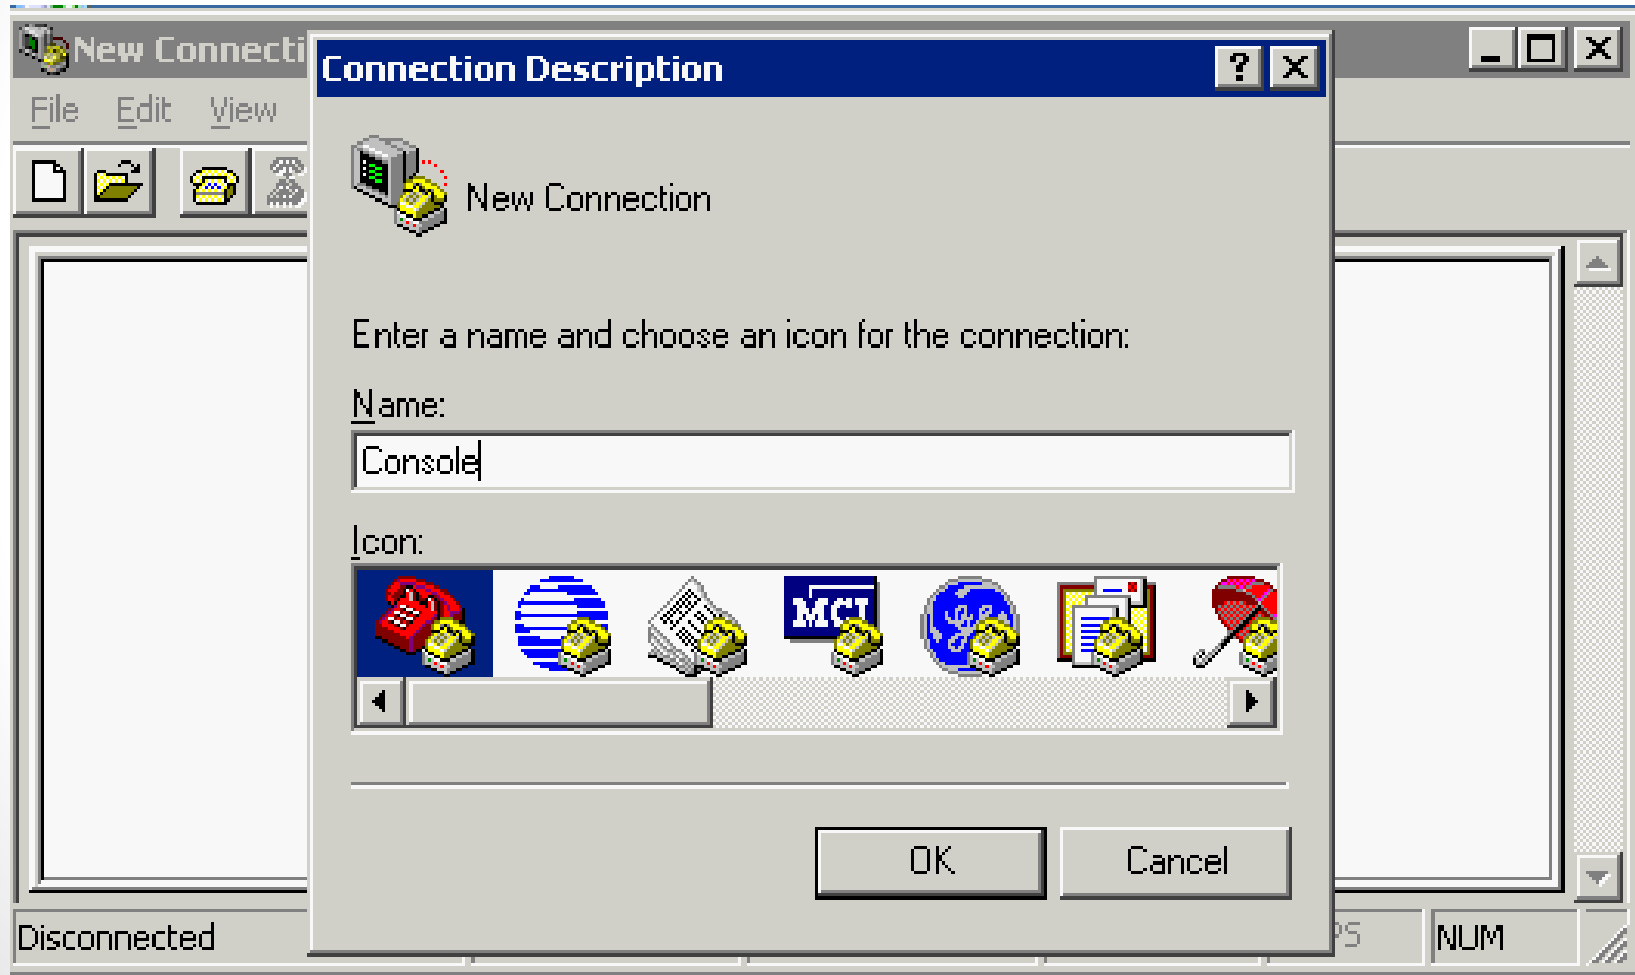 New Connecti
File Edit View
Connection Description
New Connection
Enter a name and choose an icon for the connection:
Name:
Console
Icon:
MCI
OK
Cancel
Disconnected
NUM